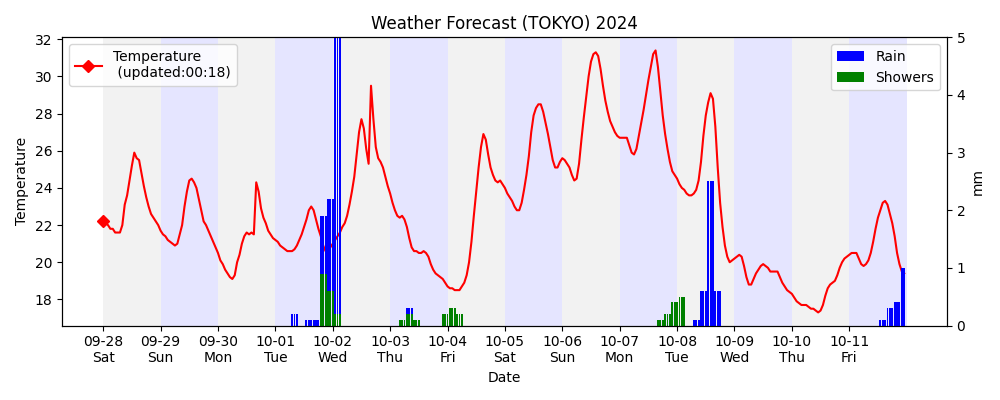 Weather Forecast (TOKYO) 2024
Temperature
(updated:00:18)
Rain
Showers
Temperature
32
30
28
26
24
22
20
18
5
4
3
2
1
0
mm
09-28 09-29 09-30 10-01 10-02 10-03 10-04 10-05 10-06 10-07 10-08 10-09 10-10 10-11
Sat Sun Mon Tue Wed Thu Fri Sat Sun Mon Tue Wed Thu Fri
Date